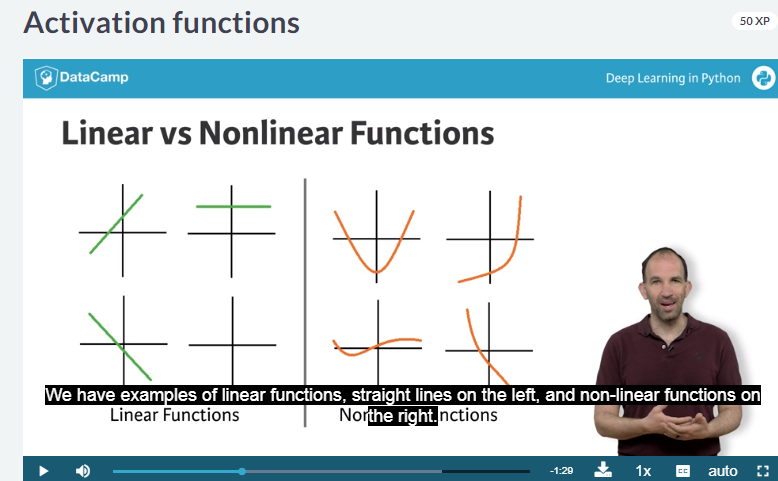 Activation functions
50 XP
DataCamp
Deep Learning in Python
Linear vs Nonlinear Functions
We have examples of linear functions, straight lines on the left, and non-linear functions on
the right.
Linear Functions
Non nctions
-1:29
1x
CC
auto